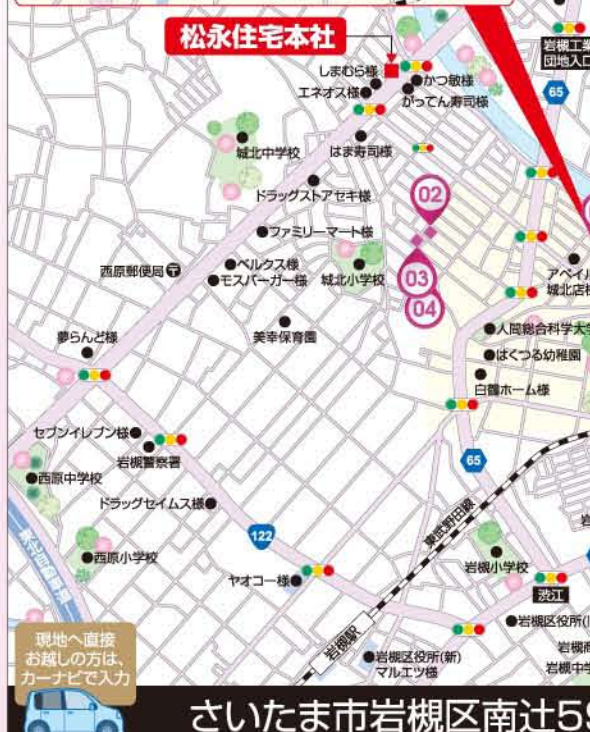 松永住宅本社
しまむら様
エネオス様
かつ敏様
がってん寿司様
岩槻工業
団地入口
65
城北中学校
はま寿司様
ドラッグストアセキ様
02
ファミリーマート様
西原郵便局
ベルクス様
モスバーガー様
城北小学校
03
04
城北店様
夢らんど様
美幸保育園
人間総合科学大学
はくつる幼稚園
白鶴ホーム様
セブンイレブン様
岩槻警察署
65
西原中学校
ドラッグセイムス様
122
東武野田線
西原小学校
岩槻小学校
ヤオコー様
渋江
岩槻駅
岩槻区役所(新)
マルエツ様
岩槻区役所
岩槻中学
現地へ直接
お越しの方は、
カーナビで入力
さいたま市岩槻区南辻59